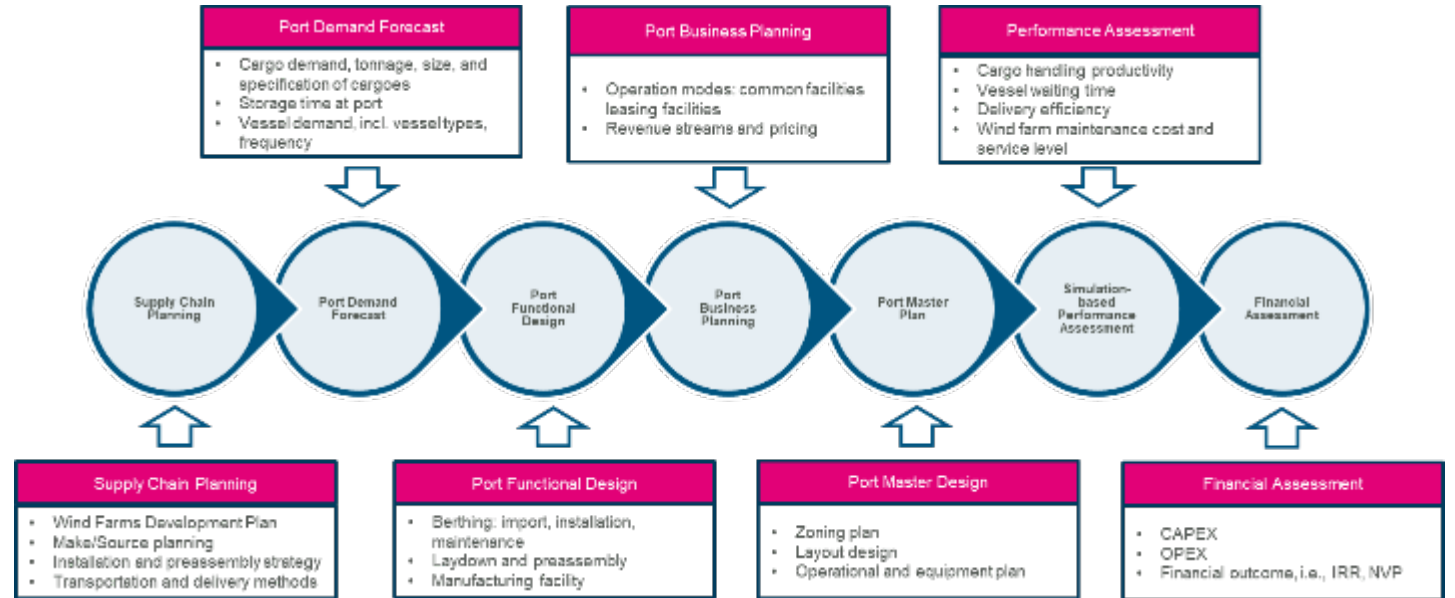 Port Demand Forecast
• Cargo demand, tonnage, size, and
specification of cargoes
• Storage time at port
• Vessel demand, incl. vessel types,
frequency
Port Business Planning
• Operation modes: common facilities
leasing facilities
• Revenue streams and pricing
Performance Assessment
• Cargo handling productivity
• Vessel waiting time
• Delivery efficiency
• Wind farm maintenance cost and
service level
Supply Chain
Planning
Port Demand
Forecast
Port
Functional
Design
Port
Business
Planning
Port Master
Plan
Simulation-
based
Performance
Assessment
Financial
Assessment
Supply Chain Planning
• Wind Farms Development Plan
• Make/Source planning
• Installation and preassembly strategy
• Transportation and delivery methods
Port Functional Design
• Berthing: import, installation,
maintenance
• Laydown and preassembly
• Manufacturing facility
Port Master Design
• Zoning plan
• Layout design
• Operational and equipment plan
Financial Assessment
• CAPEX
• OPEX
• Financial outcome, i.e., IRR, NVP